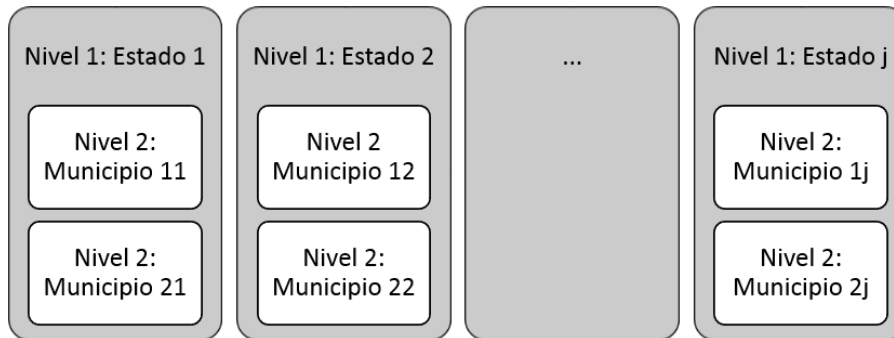 Nivel 1: Estado 1
Nivel 2:
Municipio 11
Nivel 2:
Municipio 21
Nivel 1: Estado 2
Nivel 2
Municipio 12
Nivel 2:
Municipio 22
...
Nivel 1: Estado j
Nivel 2:
Municipio 1j
Nivel 2:
Municipio 2j